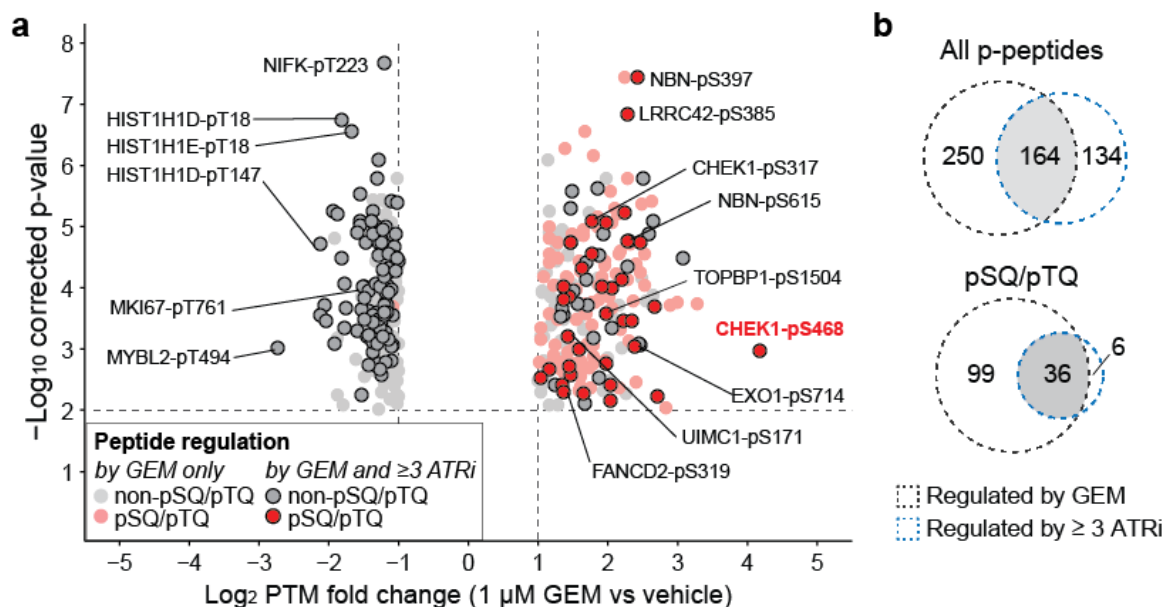 a
−Log₁₀ corrected p-value
8
7
6
5
4
3
2
1
NIFK-pT223
HIST1H1D-pT18
HIST1H1E-pT18
HIST1H1D-pT147
MKI67-pT761
MYBL2-pT494
NBN-pS397
LRRC42-pS385
CHEK1-pS317
NBN-pS615
TOPBP1-pS1504
CHEK1-pS468
EXO1-pS714
UIMC1-pS171
FANCD2-pS319
Peptide regulation
by GEM only by GEM and ≥3 ATRi
non-pSQ/pTQ non-pSQ/pTQ
pSQ/pTQ pSQ/pTQ
−5 −4 −3 −2 −1 0 1 2 3 4 5
Log₂ PTM fold change (1 µM GEM vs vehicle)
b
All p-peptides
250 164 134
pSQ/pTQ
99 36 6
Regulated by GEM
Regulated by ≥ 3 ATRi